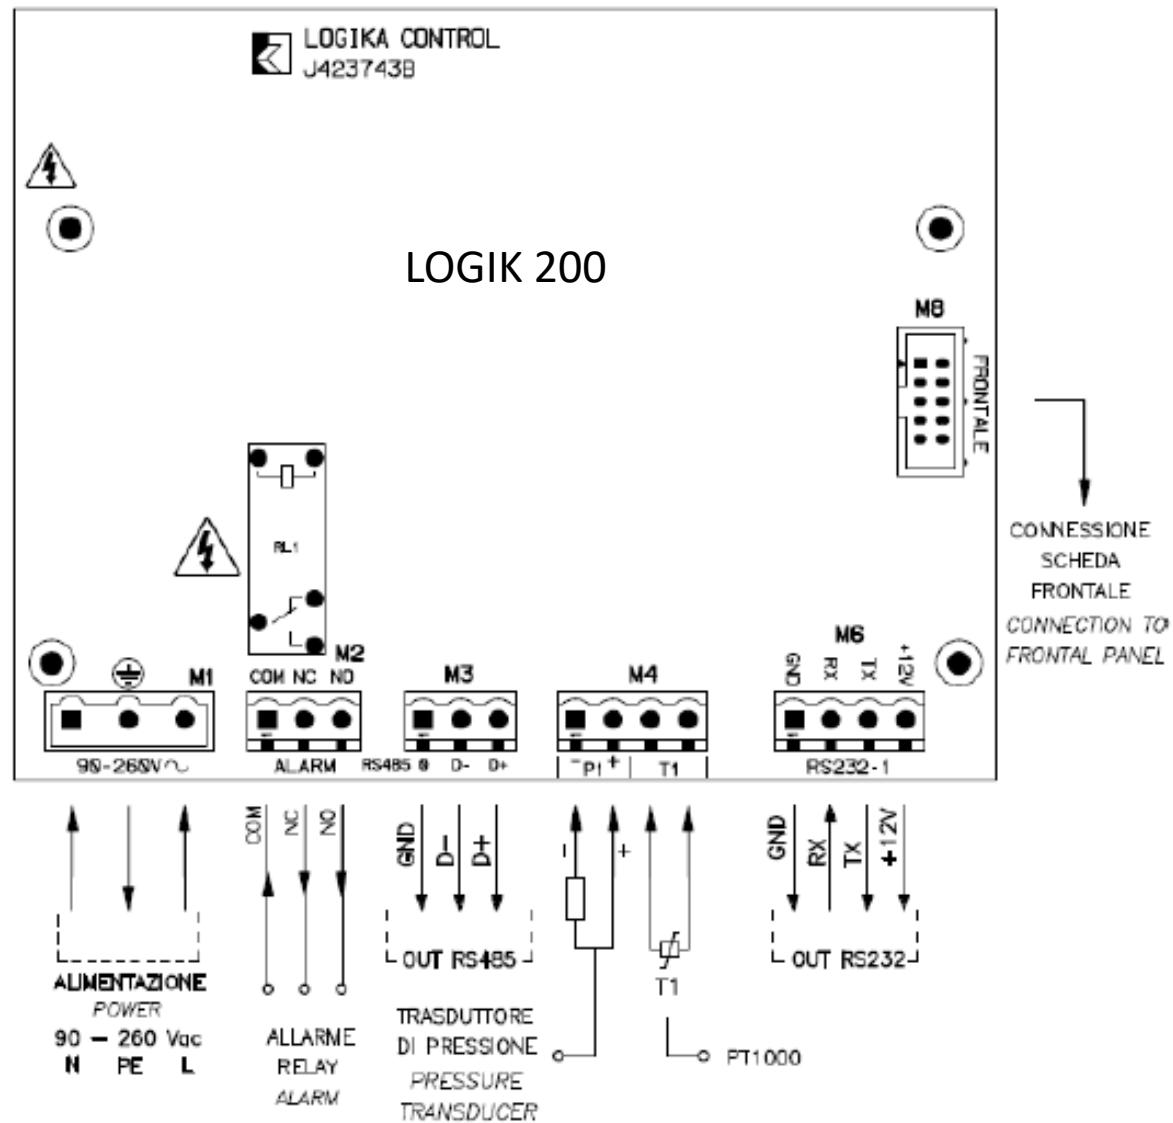 LOGIKA CONTROL
J423743B
LOGIK 200
M8
FRONTALE
CONNESSIONE
SCHEDA
FRONTALE
CONNECTION TO
FRONTAL PANEL
RL1
M1
M2
COM NC NO
M3
M4
M6
GND RX TX +12V
90-260V
ALARM
RS485 0 D- D+
- P1 + T1
RS232-1
COM NC NO
GND D- D+
- +
GND RX TX +12V
ALIMENTAZIONE
POWER
90 - 260 Vac
N PE L
ALLARME
RELAY
ALARM
OUT RS485
TRASDUTTORE
DI PRESSIONE
PRESSURE
TRANSDUCER
T1
PT1000
OUT RS232